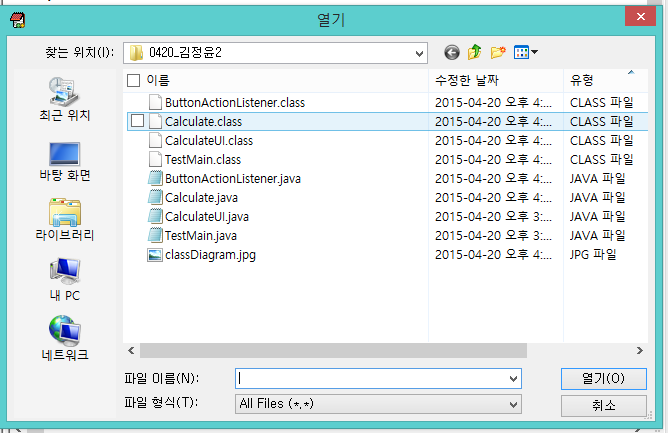 열기
찾는 위치(I):
0420_김정윤2
최근 위치
바탕 화면
라이브러리
내 PC
네트워크
이름 수정한 날짜 유형
ButtonActionListener.class 2015-04-20 오후 4:... CLASS 파일
Calculate.class 2015-04-20 오후 4:... CLASS 파일
CalculateUI.class 2015-04-20 오후 4:... CLASS 파일
TestMain.class 2015-04-20 오후 4:... CLASS 파일
ButtonActionListener.java 2015-04-20 오후 4:... JAVA 파일
Calculate.java 2015-04-20 오후 4:... JAVA 파일
CalculateUI.java 2015-04-20 오후 3:... JAVA 파일
TestMain.java 2015-04-20 오후 3:... JAVA 파일
classDiagram.jpg 2015-04-20 오후 4:... JPG 파일
파일 이름(N):
열기(O)
파일 형식(T):
All Files (*.*)
취소